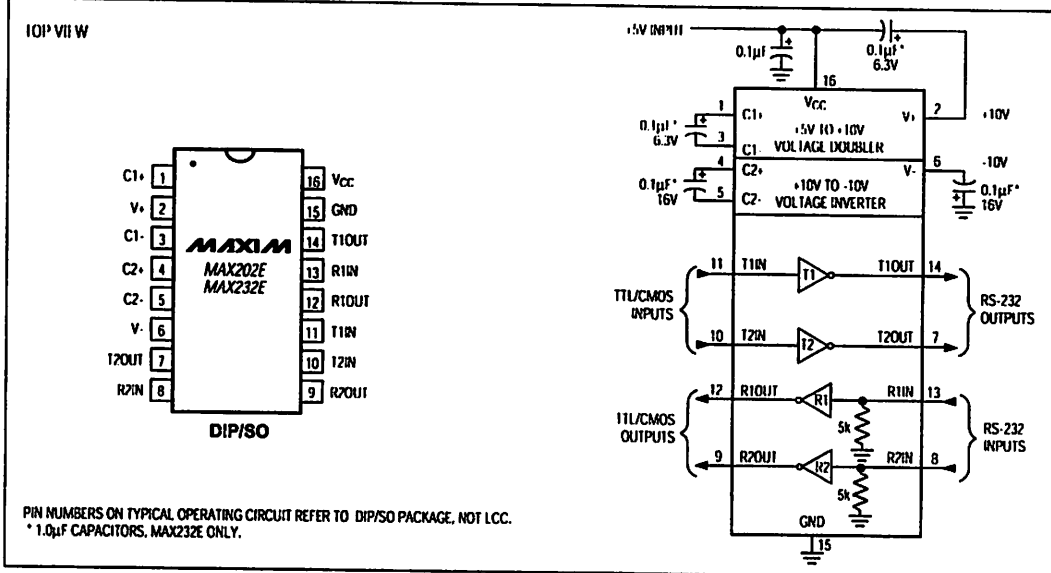 TOP VIEW
C1+ 1
V+ 2
C1- 3
C2+ 4
C2- 5
V- 6
T2OUT 7
R2IN 8
16 VCC
15 GND
14 T1OUT
13 R1IN
12 R1OUT
11 T1IN
10 T2IN
9 R2OUT
MAXIM
MAX202E
MAX232E
DIP/SO
+5V INPUT
0.1µF
0.1µF*
6.3V
16
VCC
1 C1+
0.1µF*
6.3V
3 C1-
+5V TO +10V
VOLTAGE DOUBLER
V+ 2 +10V
4 C2+
0.1µF*
16V
5 C2-
+10V TO -10V
VOLTAGE INVERTER
V- 6 -10V
0.1µF*
16V
TTL/CMOS
INPUTS
11 T1IN T1 T1OUT 14
10 T2IN T2 T2OUT 7
RS-232
OUTPUTS
TTL/CMOS
OUTPUTS
12 R1OUT R1 R1IN 13
5k
9 R2OUT R2 R2IN 8
5k
RS-232
INPUTS
GND
15
PIN NUMBERS ON TYPICAL OPERATING CIRCUIT REFER TO DIP/SO PACKAGE, NOT LCC.
* 1.0µF CAPACITORS, MAX232E ONLY.